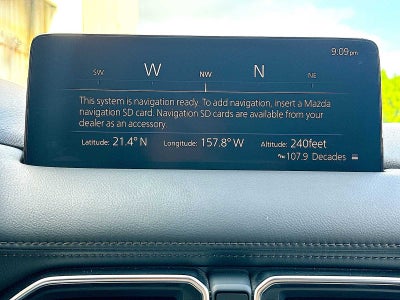 9:09pm
SW W NW N NE
This system is navigation ready. To add navigation, insert a Mazda
navigation SD card. Navigation SD cards are available from your
dealer as an accessory.
Latitude: 21.4° N Longitude: 157.8° W Altitude: 240feet
107.9 Decades